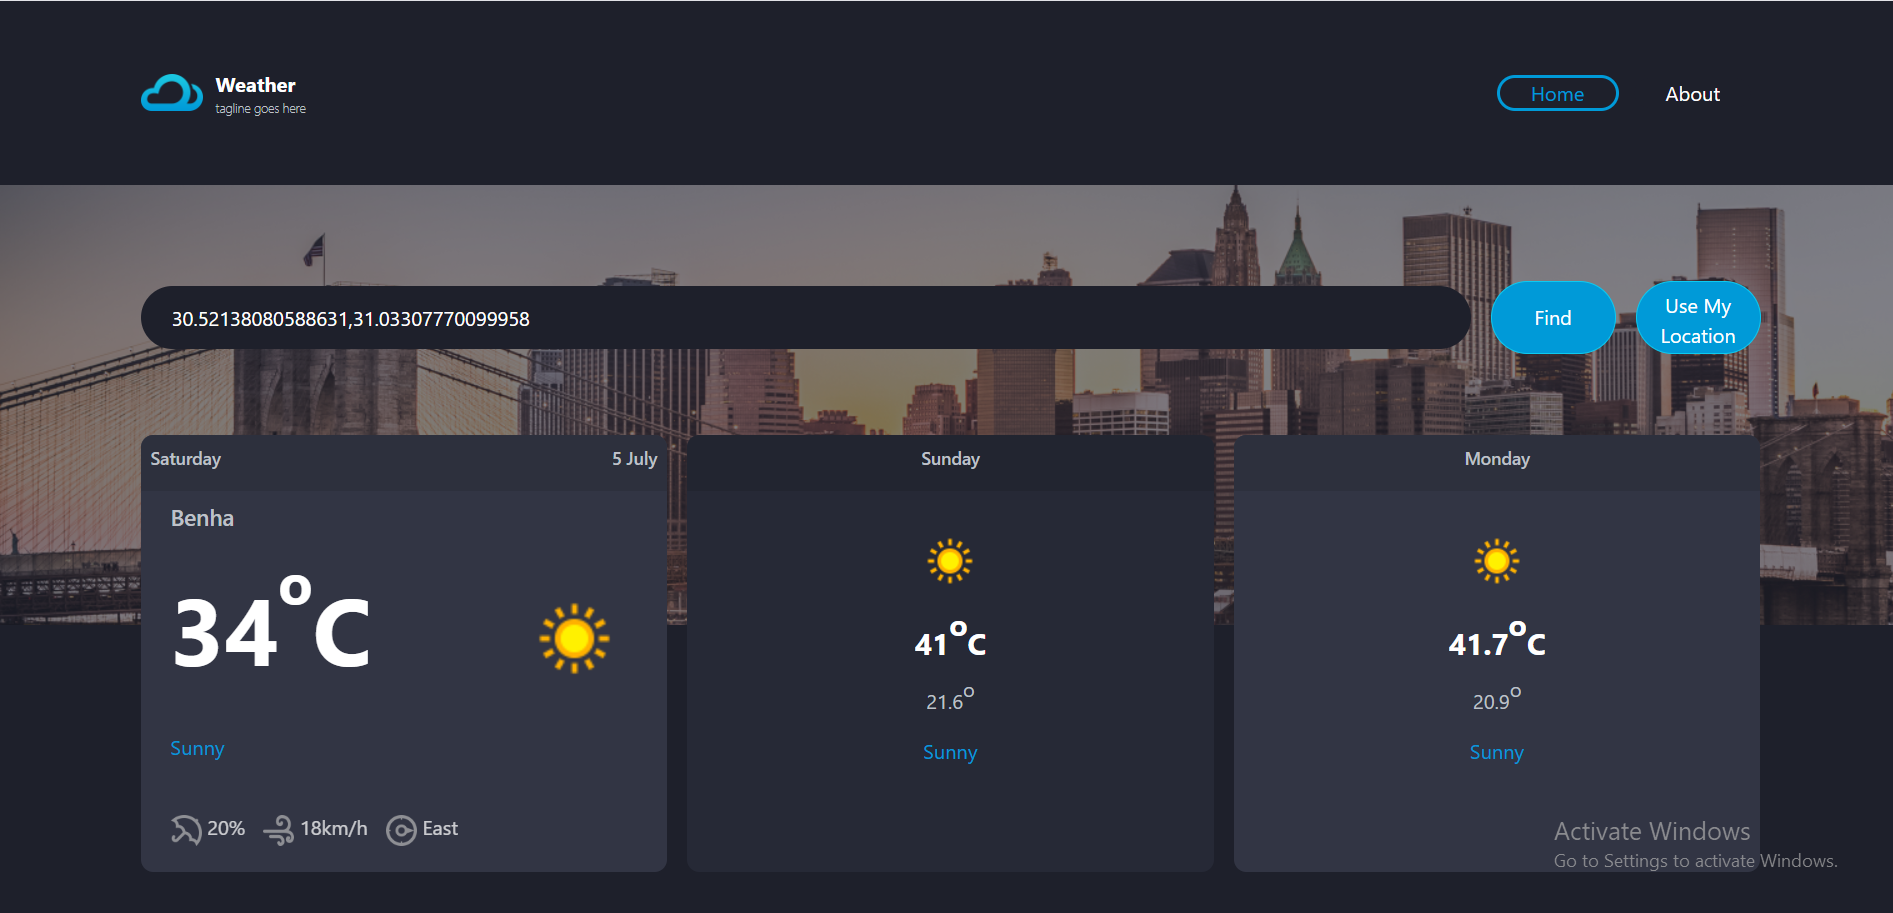 Weather
tagline goes here
Home
About
30.52138080588631,31.03307770099958
Find
Use My
Location
Saturday
5 July
Benha
34°C
Sunny
20%
18km/h
East
Sunday
41°C
21.6°
Sunny
Monday
41.7°C
20.9°
Sunny
Activate Windows
Go to Settings to activate Windows.